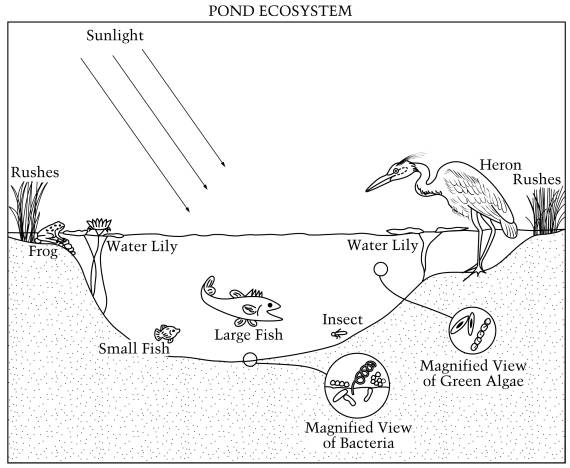 POND ECOSYSTEM
Sunlight
Rushes
Heron
Rushes
Frog
Water Lily
Water Lily
Large Fish
Insect
Small Fish
Magnified View
of Green Algae
Magnified View
of Bacteria